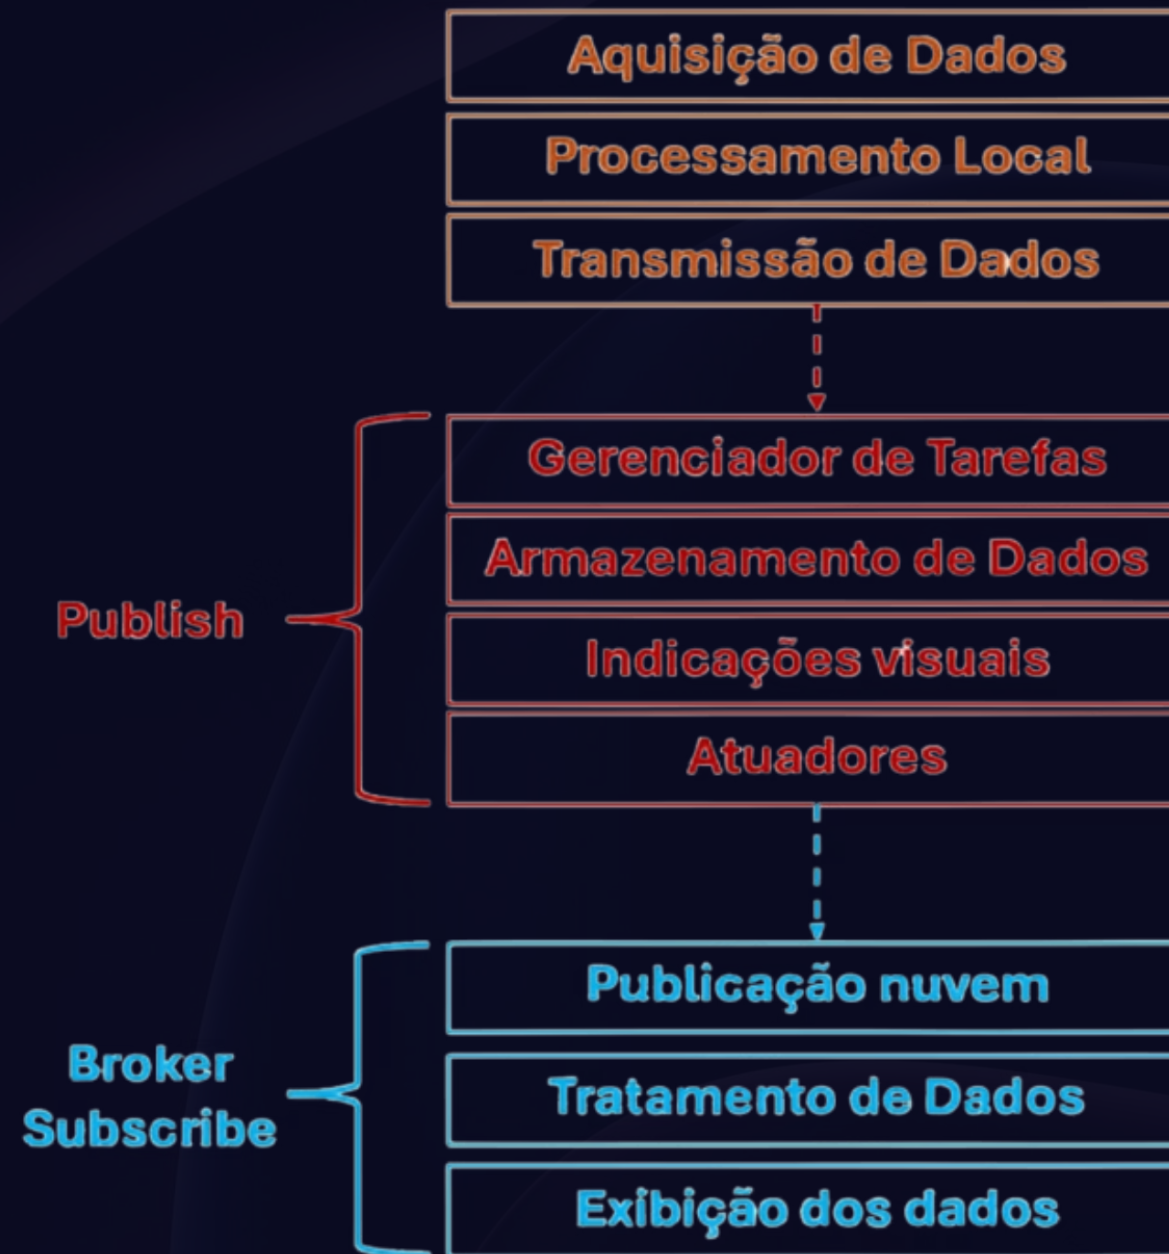 Aquisição de Dados
Processamento Local
Transmissão de Dados
Gerenciador de Tarefas
Armazenamento de Dados
Publish
Indicações visuais
Atuadores
Publicação nuvem
Broker
Subscribe
Tratamento de Dados
Exibição dos dados